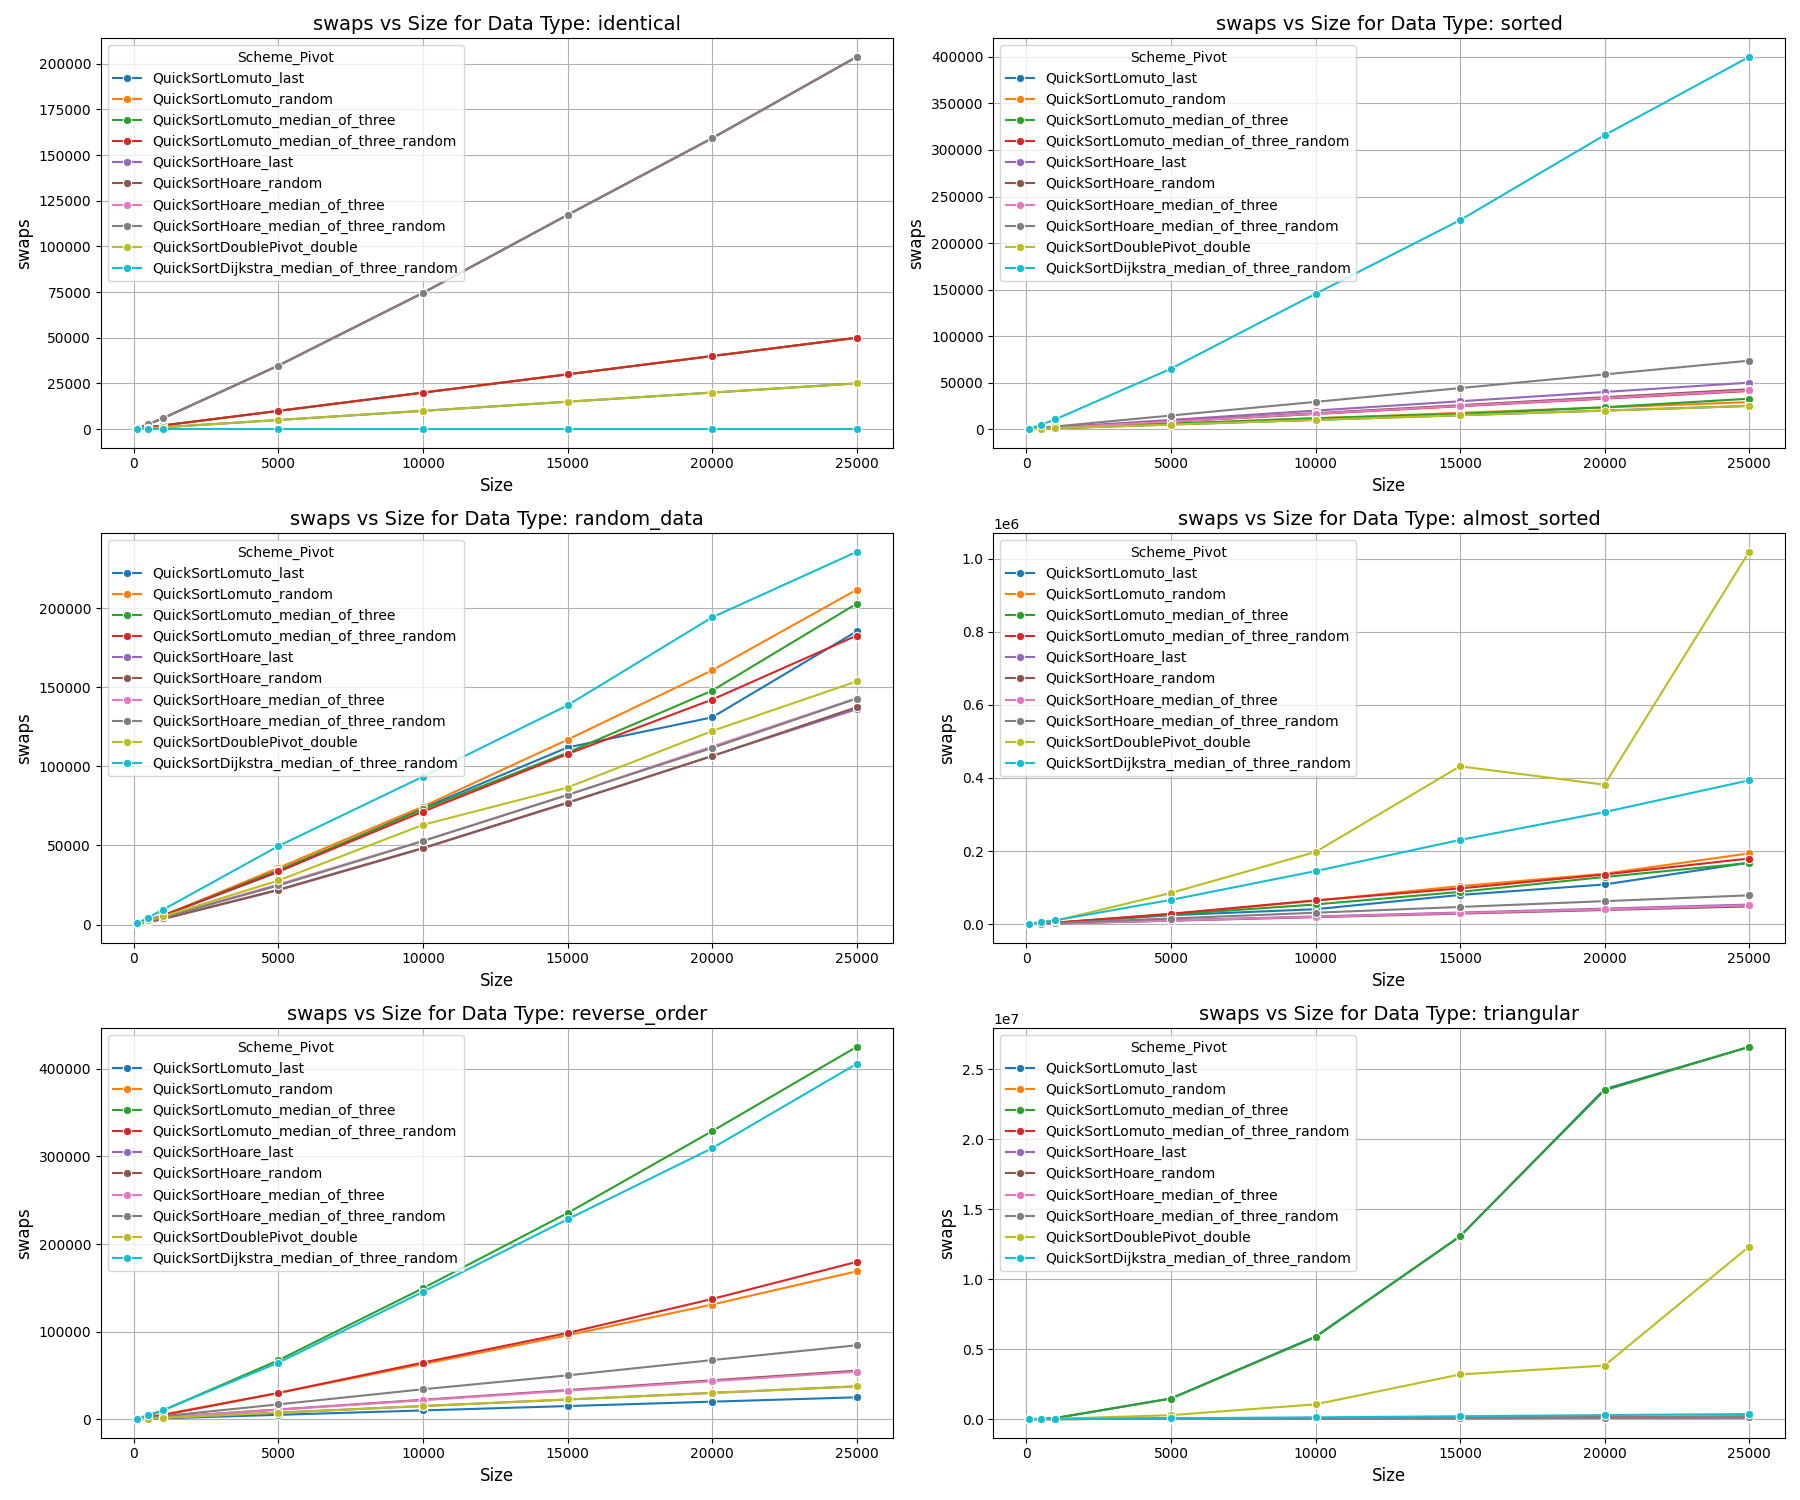 swaps vs Size for Data Type: identical
Scheme_Pivot
QuickSortLomuto_last
QuickSortLomuto_random
QuickSortLomuto_median_of_three
QuickSortLomuto_median_of_three_random
QuickSortHoare_last
QuickSortHoare_random
QuickSortHoare_median_of_three
QuickSortHoare_median_of_three_random
QuickSortDoublePivot_double
QuickSortDijkstra_median_of_three_random
200000
175000
150000
125000
100000
75000
50000
25000
0
swaps
0 5000 10000 15000 20000 25000
Size
swaps vs Size for Data Type: sorted
Scheme_Pivot
QuickSortLomuto_last
QuickSortLomuto_random
QuickSortLomuto_median_of_three
QuickSortLomuto_median_of_three_random
QuickSortHoare_last
QuickSortHoare_random
QuickSortHoare_median_of_three
QuickSortHoare_median_of_three_random
QuickSortDoublePivot_double
QuickSortDijkstra_median_of_three_random
400000
350000
300000
250000
200000
150000
100000
50000
0
swaps
0 5000 10000 15000 20000 25000
Size
swaps vs Size for Data Type: random_data
Scheme_Pivot
QuickSortLomuto_last
QuickSortLomuto_random
QuickSortLomuto_median_of_three
QuickSortLomuto_median_of_three_random
QuickSortHoare_last
QuickSortHoare_random
QuickSortHoare_median_of_three
QuickSortHoare_median_of_three_random
QuickSortDoublePivot_double
QuickSortDijkstra_median_of_three_random
200000
150000
100000
50000
0
swaps
0 5000 10000 15000 20000 25000
Size
swaps vs Size for Data Type: almost_sorted
1e6
Scheme_Pivot
QuickSortLomuto_last
QuickSortLomuto_random
QuickSortLomuto_median_of_three
QuickSortLomuto_median_of_three_random
QuickSortHoare_last
QuickSortHoare_random
QuickSortHoare_median_of_three
QuickSortHoare_median_of_three_random
QuickSortDoublePivot_double
QuickSortDijkstra_median_of_three_random
1.0
0.8
0.6
0.4
0.2
0.0
swaps
0 5000 10000 15000 20000 25000
Size
swaps vs Size for Data Type: reverse_order
Scheme_Pivot
QuickSortLomuto_last
QuickSortLomuto_random
QuickSortLomuto_median_of_three
QuickSortLomuto_median_of_three_random
QuickSortHoare_last
QuickSortHoare_random
QuickSortHoare_median_of_three
QuickSortHoare_median_of_three_random
QuickSortDoublePivot_double
QuickSortDijkstra_median_of_three_random
400000
300000
200000
100000
0
swaps
0 5000 10000 15000 20000 25000
Size
swaps vs Size for Data Type: triangular
1e7
Scheme_Pivot
QuickSortLomuto_last
QuickSortLomuto_random
QuickSortLomuto_median_of_three
QuickSortLomuto_median_of_three_random
QuickSortHoare_last
QuickSortHoare_random
QuickSortHoare_median_of_three
QuickSortHoare_median_of_three_random
QuickSortDoublePivot_double
QuickSortDijkstra_median_of_three_random
2.5
2.0
1.5
1.0
0.5
0.0
swaps
0 5000 10000 15000 20000 25000
Size